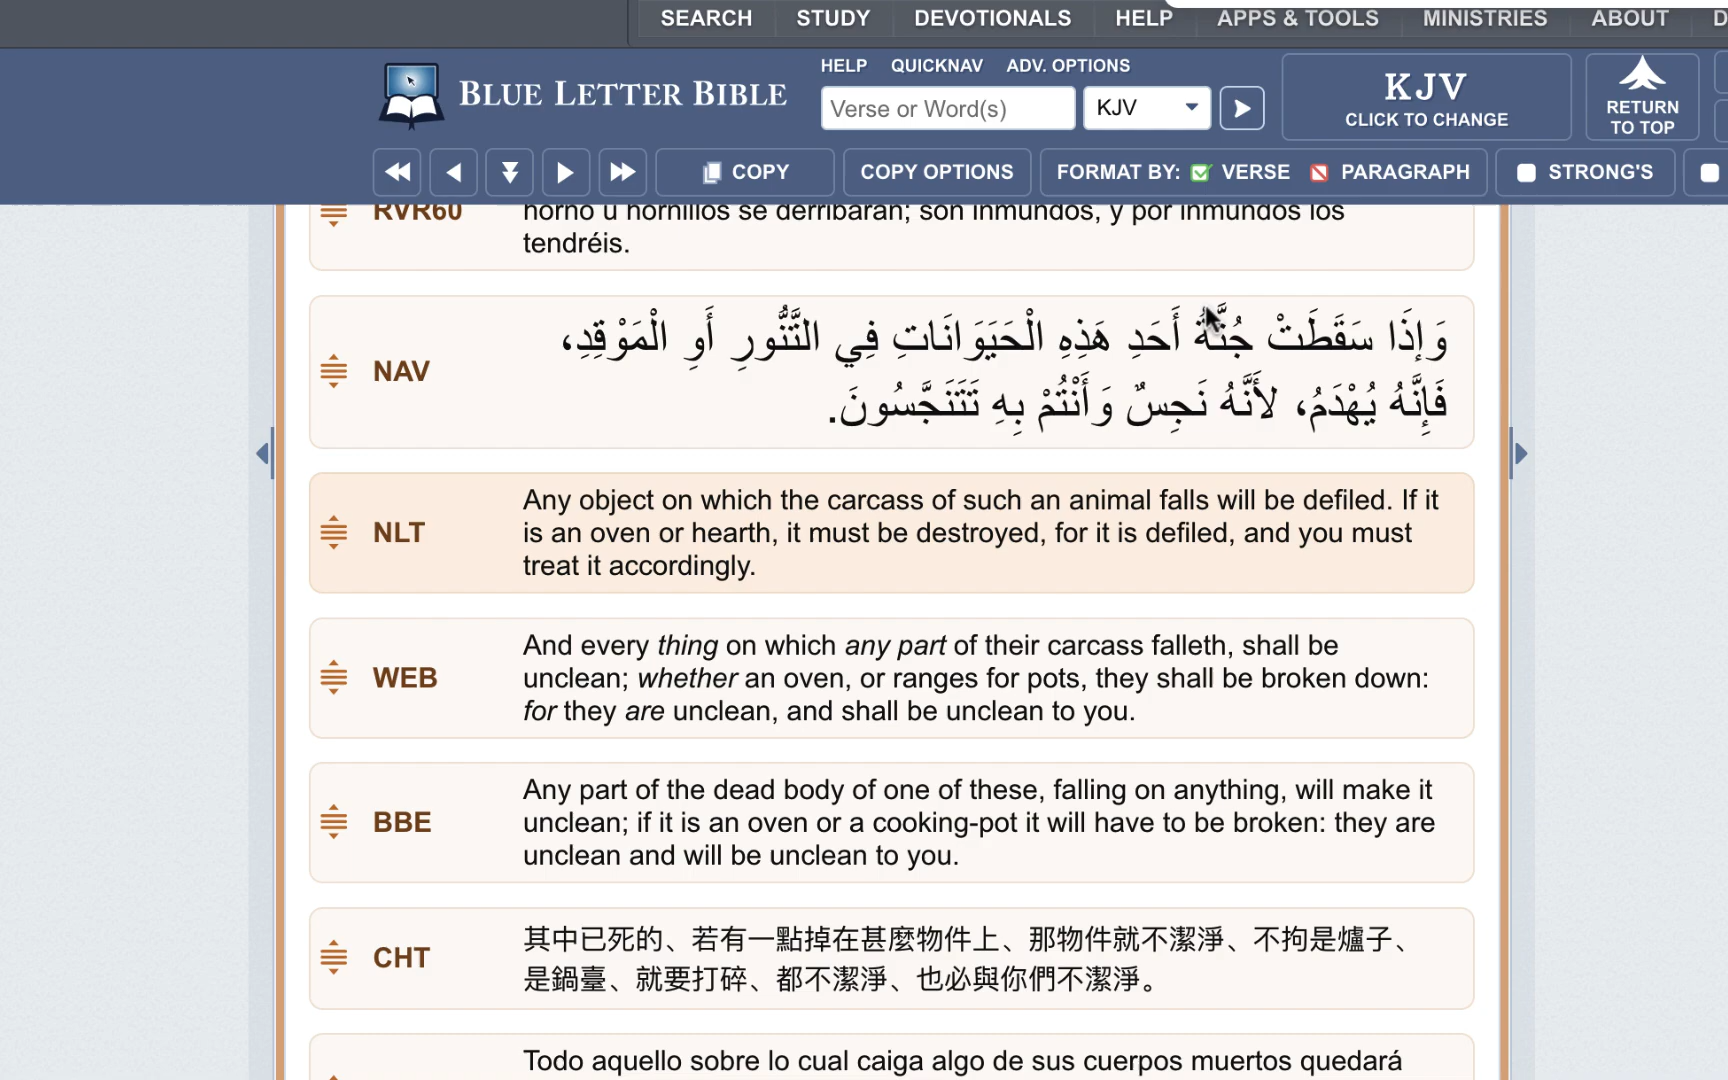 SEARCH STUDY DEVOTIONALS HELP APPS & TOOLS MINISTRIES ABOUT
BLUE LETTER BIBLE
HELP QUICKNAV ADV. OPTIONS
Verse or Word(s) KJV
KJV
CLICK TO CHANGE
RETURN
TO TOP
COPY COPY OPTIONS FORMAT BY: VERSE PARAGRAPH STRONG'S
RVR60
horno u hornillos se derribarán; son inmundos, y por inmundos los
tendréis.
NAV
وَإِذَا سَقَطَتْ جُثَّةُ أَحَدِ هَذِهِ الْحَيَوَانَاتِ فِي التَّنُّورِ أَوِ الْمَوْقِدِ،
فَإِنَّهُ يُهْدَمُ، لأَنَّهُ نَجِسٌ وَأَنْتُمْ بِهِ تَتَنَجَّسُونَ.
NLT
Any object on which the carcass of such an animal falls will be defiled. If it
is an oven or hearth, it must be destroyed, for it is defiled, and you must
treat it accordingly.
WEB
And every thing on which any part of their carcass falleth, shall be
unclean; whether an oven, or ranges for pots, they shall be broken down:
for they are unclean, and shall be unclean to you.
BBE
Any part of the dead body of one of these, falling on anything, will make it
unclean; if it is an oven or a cooking-pot it will have to be broken: they are
unclean and will be unclean to you.
CHT
其中已死的、若有一點掉在甚麼物件上、那物件就不潔淨、不拘是爐子、
是鍋臺、就要打碎、都不潔淨、也必與你們不潔淨。
Todo aquello sobre lo cual caiga algo de sus cuerpos muertos quedará